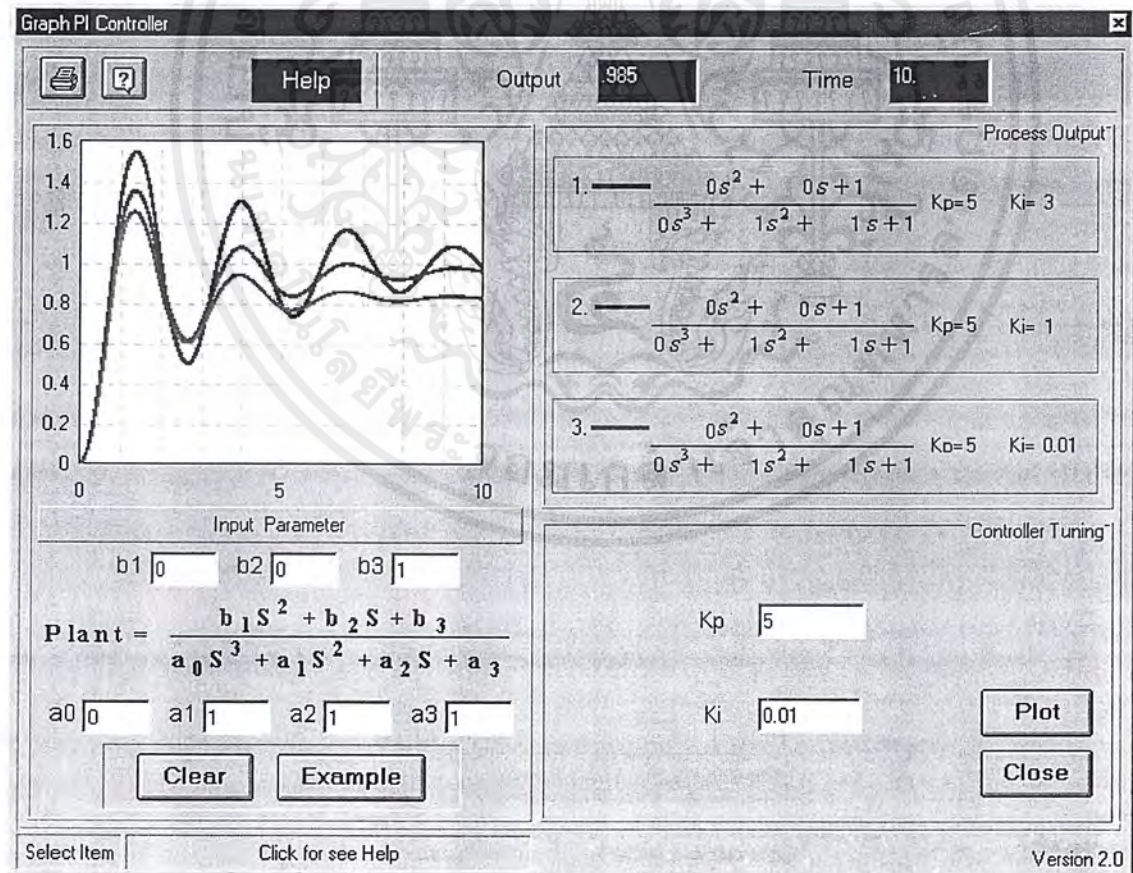 Graph PI Controller
Help
Output .985
Time 10.
1.6
1.4
1.2
1
0.8
0.6
0.4
0.2
0
0 5 10
Process Output
1. 0s² + 0s+1
0s³ + 1s² + 1s+1
Kp=5 Ki= 3
2. 0s² + 0s+1
0s³ + 1s² + 1s+1
Kp=5 Ki= 1
3. 0s² + 0s+1
0s³ + 1s² + 1s+1
Kp=5 Ki= 0.01
Input Parameter
b1 0 b2 0 b3 1
Plant = b₁S² + b₂S + b₃
a₀S³ + a₁S² + a₂S + a₃
a0 0 a1 1 a2 1 a3 1
Clear Example
Controller Tuning
Kp 5
Ki 0.01
Plot
Close
Select Item
Click for see Help
Version 2.0